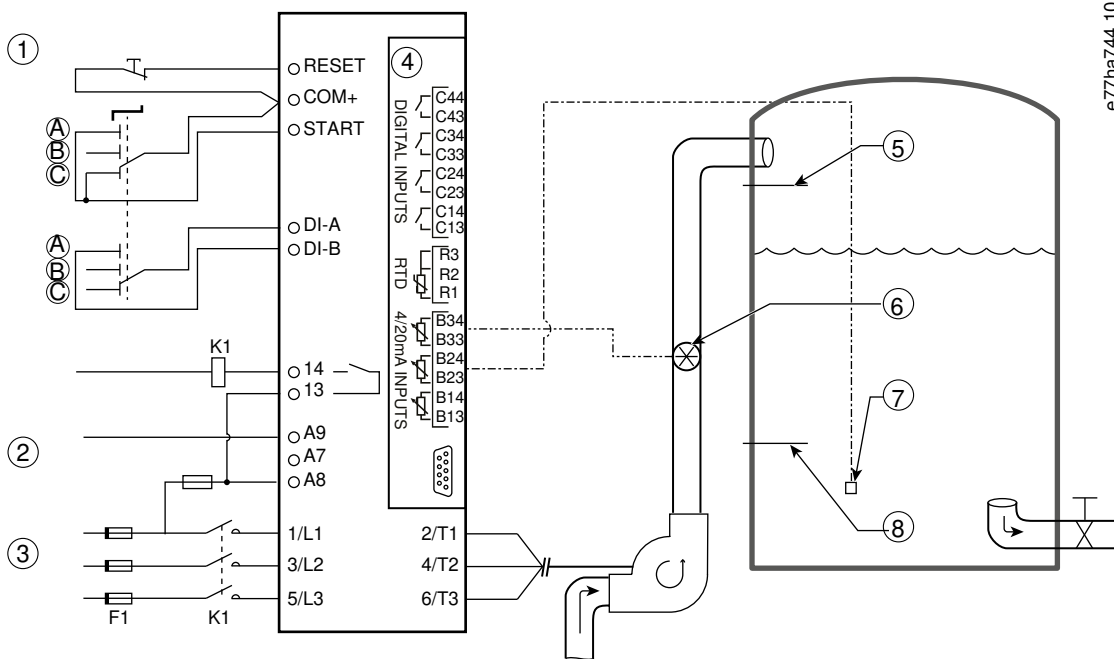 e77ha744.10
1
RESET
COM+
START
A
B
C
DI-A
DI-B
A
B
C
K1
14
13
2
A9
A7
A8
3
1/L1
3/L2
5/L3
F1
K1
2/T1
4/T2
6/T3
4
DIGITAL INPUTS
C44
C43
C34
C33
C24
C23
C14
C13
RTD
R3
R2
R1
4/20mA INPUTS
B34
B33
B24
B23
B14
B13
5
6
7
8